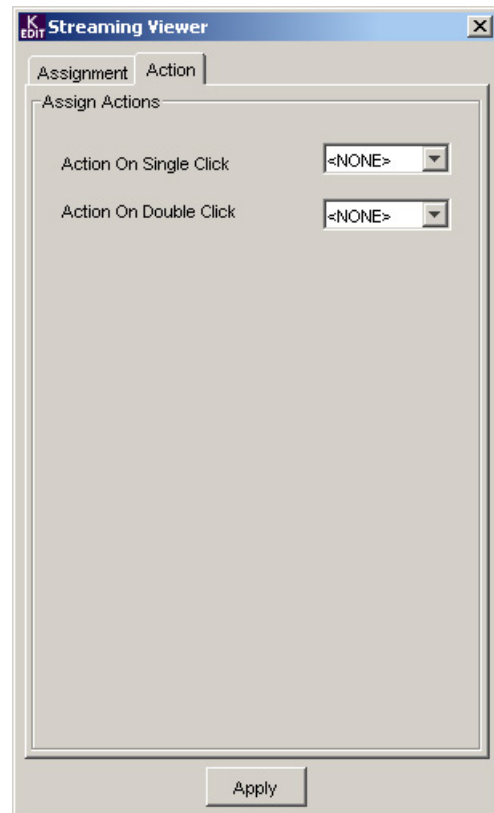 K EDIT Streaming Viewer
Assignment Action
Assign Actions
Action On Single Click <NONE>
Action On Double Click <NONE>
Apply